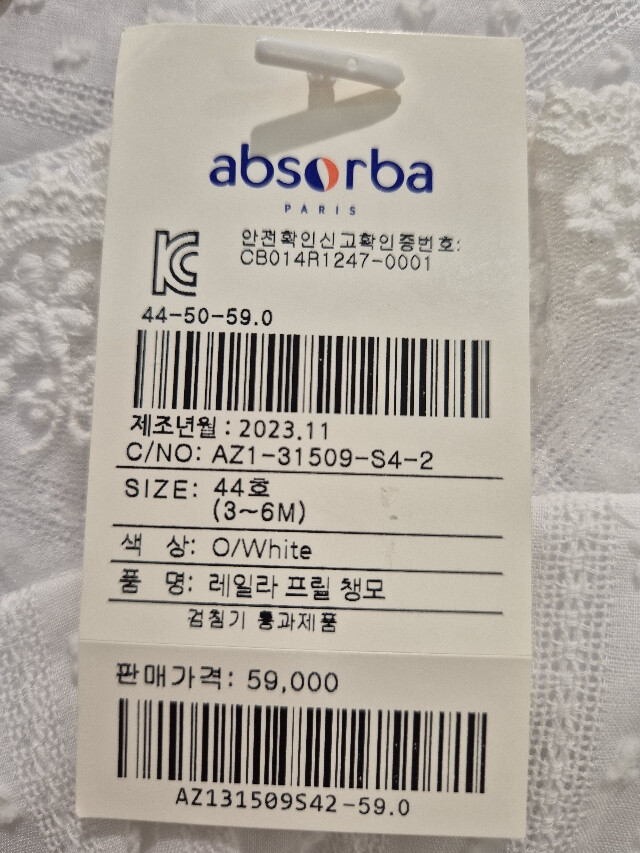 absorba
PARIS
안전확인신고확인증번호:
CB014R1247-0001
44-50-59.0
제조년월 : 2023.11
C/NO: AZ1-31509-S4-2
SIZE: 44호
(3~6M)
색 상: O/White
품 명: 레일라 프릴 챙모
검침기 통과제품
판매가격: 59,000
AZ131509S42-59.0